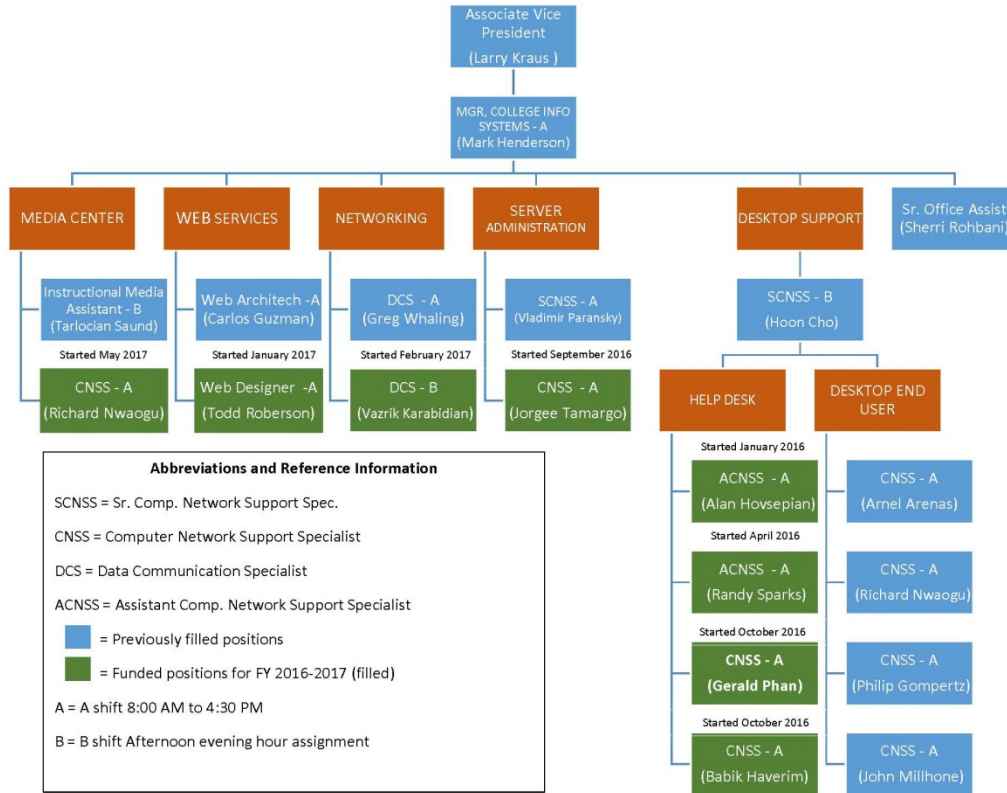 Associate Vice
President
(Larry Kraus )
MGR, COLLEGE INFO
SYSTEMS - A
(Mark Henderson)
MEDIA CENTER
WEB SERVICES
NETWORKING
SERVER
ADMINISTRATION
DESKTOP SUPPORT
Sr. Office Assist
(Sherri Rohbani)
Instructional Media
Assistant - B
(Tarlocian Saund)
Web Architech -A
(Carlos Guzman)
DCS - A
(Greg Whaling)
SCNSS - A
(Vladimir Paransky)
SCNSS - B
(Hoon Cho)
Started May 2017
Started January 2017
Started February 2017
Started September 2016
CNSS - A
(Richard Nwaogu)
Web Designer -A
(Todd Roberson)
DCS - B
(Vazrik Karabidian)
CNSS - A
(Jorgee Tamargo)
HELP DESK
DESKTOP END
USER
Started January 2016
ACNSS - A
(Alan Hovsepian)
CNSS - A
(Arnel Arenas)
Started April 2016
ACNSS - A
(Randy Sparks)
CNSS - A
(Richard Nwaogu)
Started October 2016
CNSS - A
(Gerald Phan)
CNSS - A
(Philip Gompertz)
Started October 2016
CNSS - A
(Babik Haverim)
CNSS - A
(John Millhone)
Abbreviations and Reference Information
SCNSS = Sr. Comp. Network Support Spec.
CNSS = Computer Network Support Specialist
DCS = Data Communication Specialist
ACNSS = Assistant Comp. Network Support Specialist
= Previously filled positions
= Funded positions for FY 2016-2017 (filled)
A = A shift 8:00 AM to 4:30 PM
B = B shift Afternoon evening hour assignment